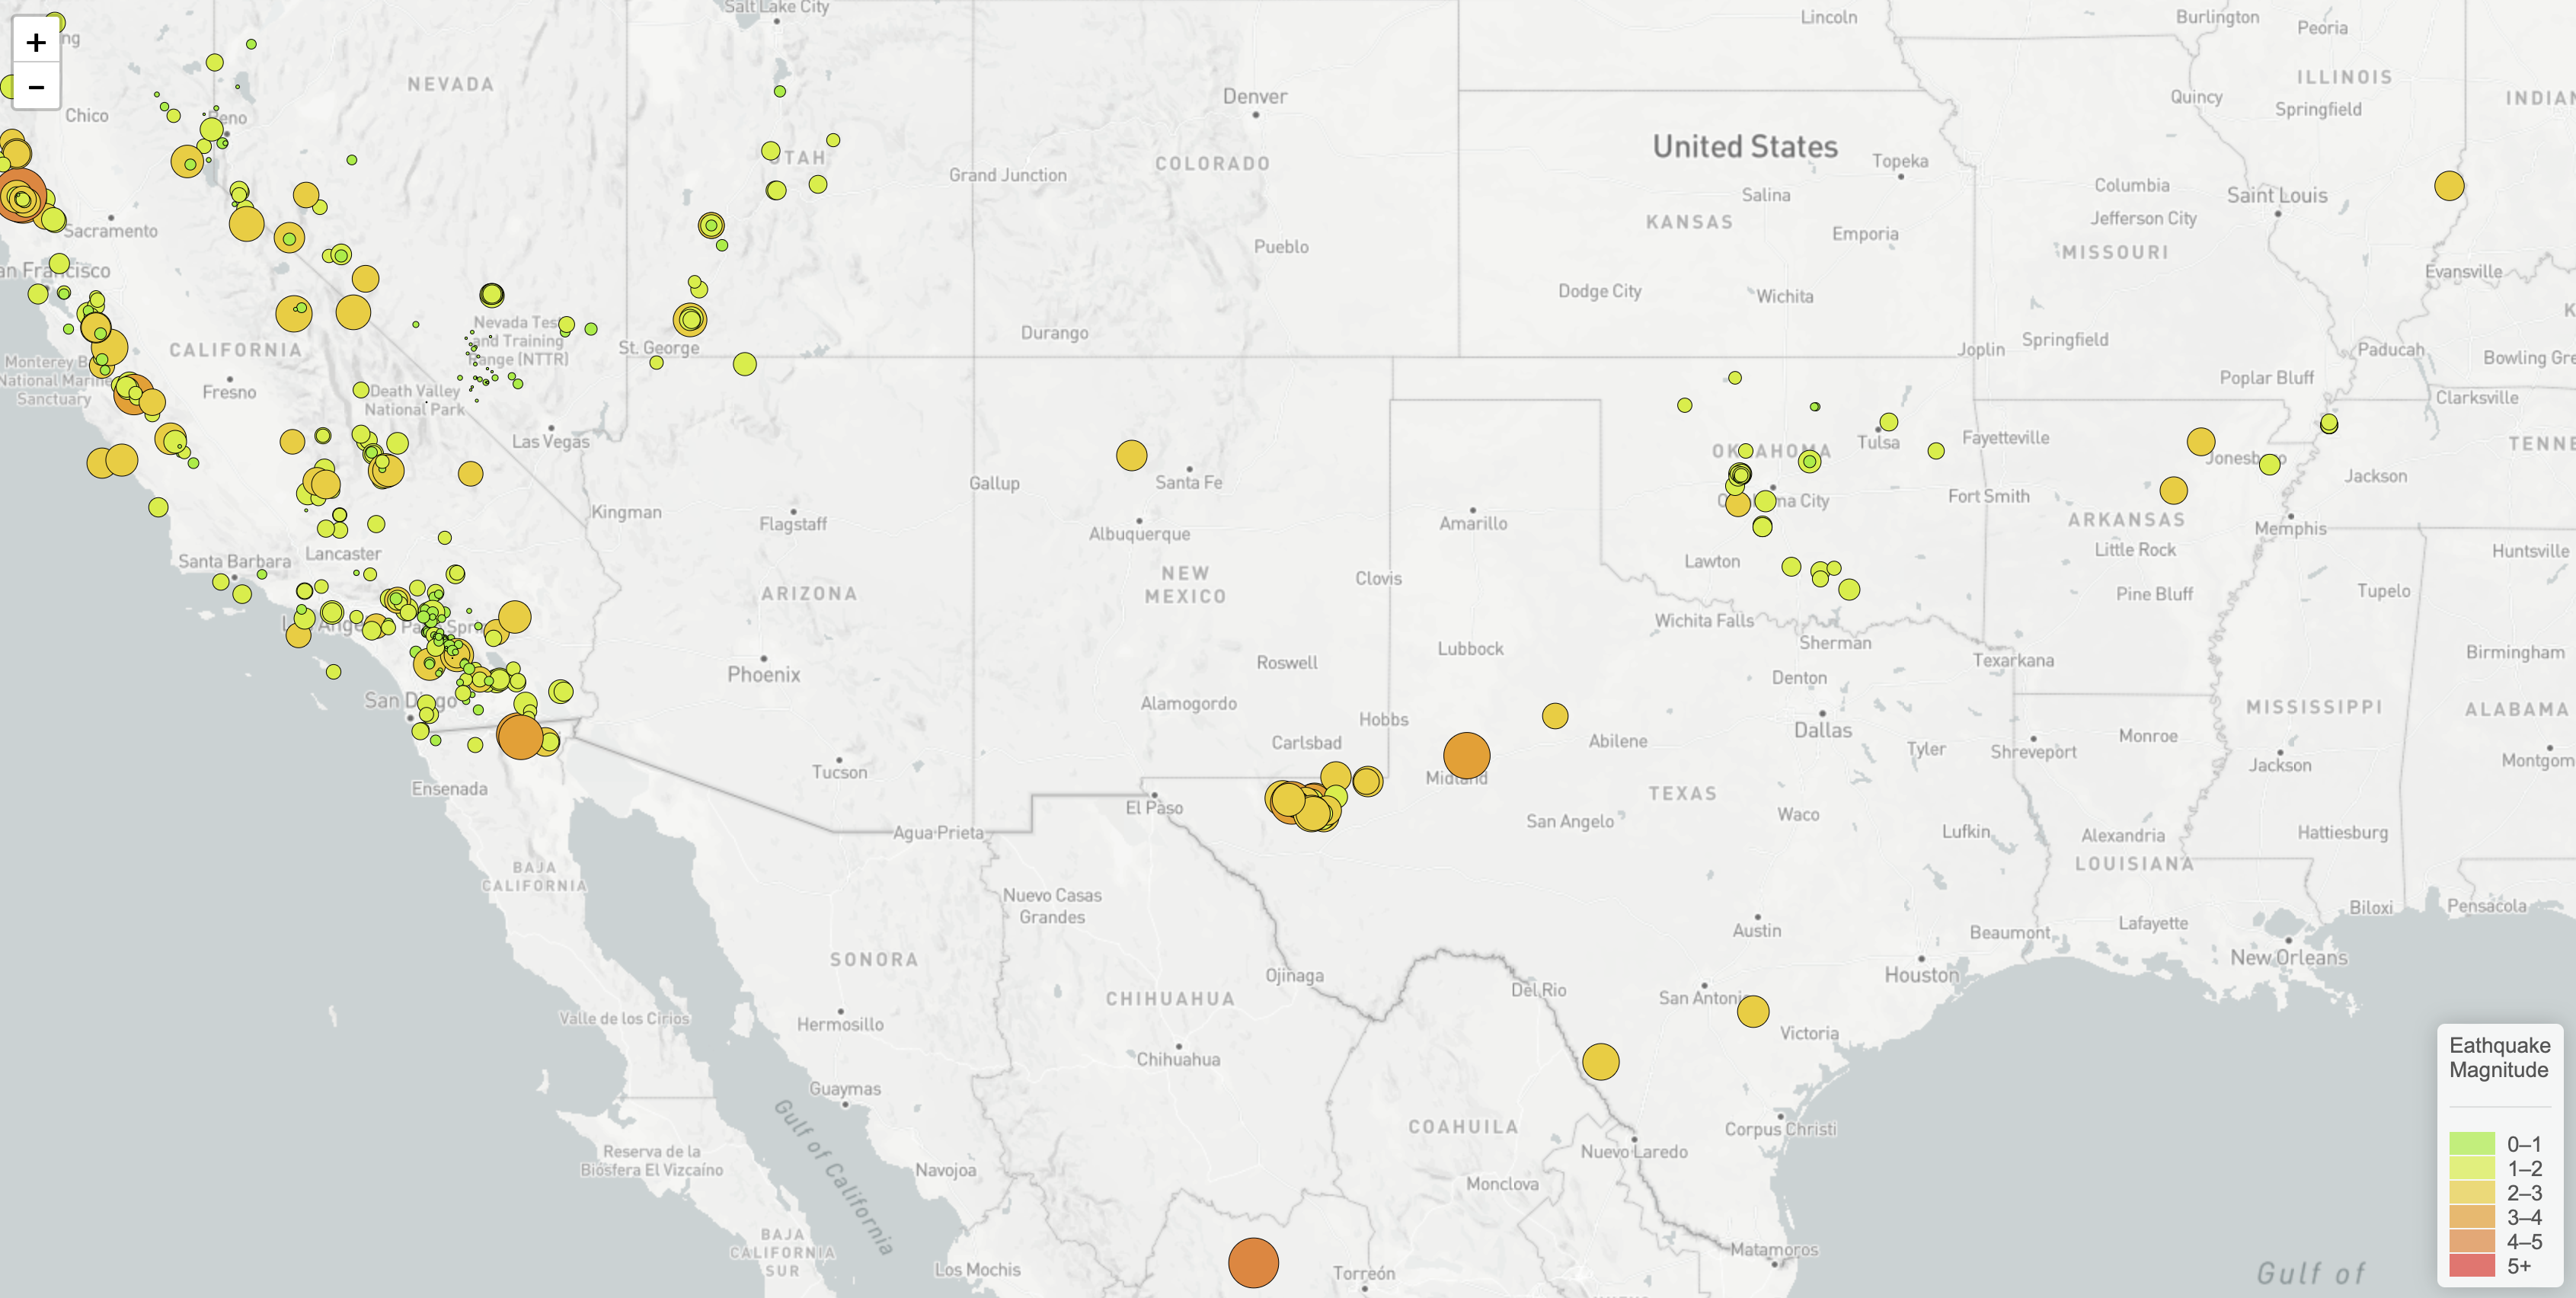 +
−
Salt Lake City
Lincoln
Burlington
Peoria
NEVADA
ILLINOIS
Chico
Denver
Quincy
Springfield
INDIAN
Reno
United States
UTAH
COLORADO
Topeka
Grand Junction
Salina
Columbia
Saint Louis
Jefferson City
Sacramento
KANSAS
Emporia
Pueblo
MISSOURI
an Francisco
Evansville
Dodge City
Wichita
Nevada Tes
and Training
Range (NTTR)
St. George
Durango
Springfield
CALIFORNIA
Joplin
Paducah
Bowling Gre
Monterey B
National Marine
Sanctuary
Fresno
Death Valley
National Park
Poplar Bluff
Clarksville
Las Vegas
OKLAHOMA
Tulsa
Fayetteville
TENNE
Jonesb
Gallup
Santa Fe
Jackson
Kingman
Oklahoma City
Fort Smith
Flagstaff
Albuquerque
Amarillo
ARKANSAS
Memphis
Santa Barbara
Lancaster
Lawton
Little Rock
Huntsville
NEW
MEXICO
Clovis
ARIZONA
Pine Bluff
Tupelo
Wichita Falls
Sherman
Lubbock
Birmingham
Phoenix
Roswell
Texarkana
Denton
San Diego
Alamogordo
MISSISSIPPI
ALABAMA
Hobbs
Dallas
Carlsbad
Abilene
Tyler
Shreveport
Monroe
Tucson
Midland
Jackson
Montgom
Ensenada
TEXAS
El Paso
Waco
Agua Prieta
San Angelo
Lufkin
Alexandria
Hattiesburg
LOUISIANA
BAJA
CALIFORNIA
Nuevo Casas
Grandes
Biloxi
Pensacola
Austin
Beaumont
Lafayette
SONORA
New Orleans
Ojinaga
Houston
CHIHUAHUA
Del Rio
San Antonio
Valle de los Cirios
Hermosillo
Victoria
Chihuahua
Guaymas
Gulf of California
COAHUILA
Corpus Christi
Reserva de la
Biósfera El Vizcaíno
Navojoa
Nuevo Laredo
Monclova
BAJA
CALIFORNIA
SUR
Los Mochis
Torreón
Matamoros
Gulf of
Eathquake
Magnitude
0–1
1–2
2–3
3–4
4–5
5+